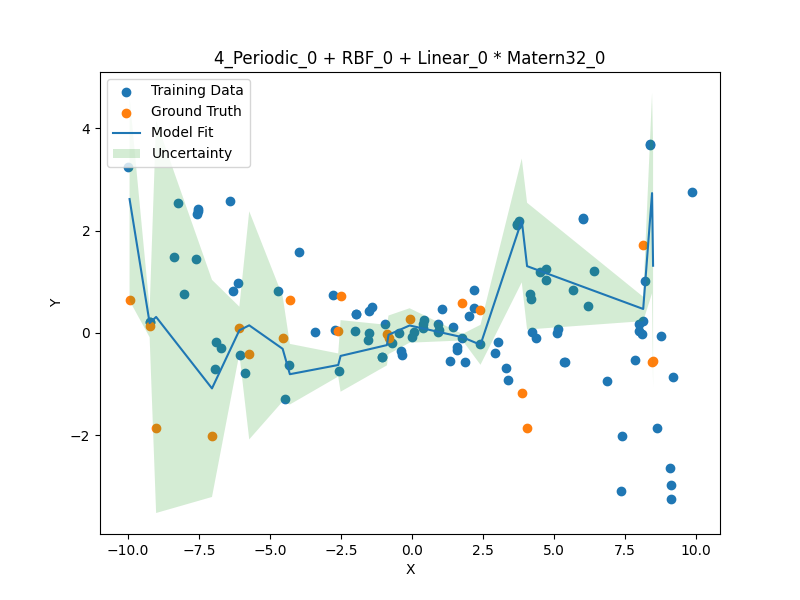 4_Periodic_0 + RBF_0 + Linear_0 * Matern32_0
Training Data
Ground Truth
Model Fit
Uncertainty
Y
4
2
0
−2
−10.0 −7.5 −5.0 −2.5 0.0 2.5 5.0 7.5 10.0
X